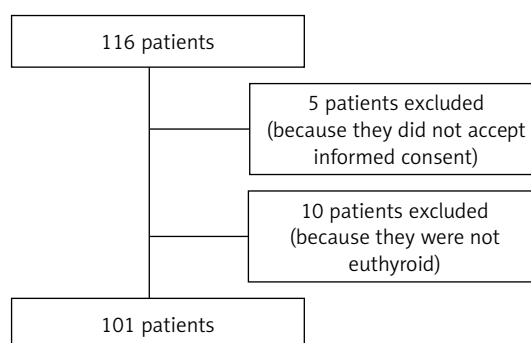 116 patients
5 patients excluded
(because they did not accept
informed consent)
10 patients excluded
(because they were not
euthyroid)
101 patients